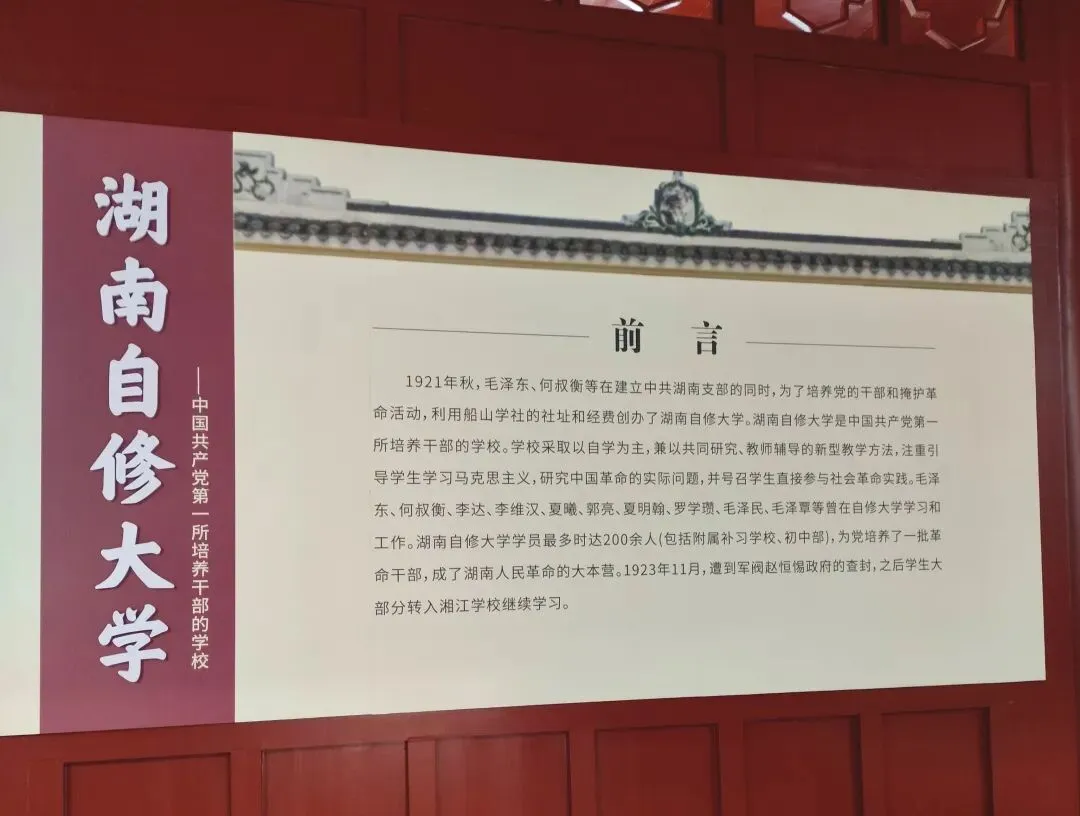 湖南自修大学
——中国共产党第一所培养干部的学校
前 言
1921年秋，毛泽东、何叔衡等在建立中共湖南支部的同时，为了培养党的干部和掩护革
命活动，利用船山学社的社址和经费创办了湖南自修大学。湖南自修大学是中国共产党第一
所培养干部的学校。学校采取以自学为主，兼以共同研究、教师辅导的新型教学方法，注重引
导学生学习马克思主义，研究中国革命的实际问题，并号召学生直接参与社会革命实践。毛泽
东、何叔衡、李达、李维汉、夏曦、郭亮、夏明翰、罗学瓒、毛泽民、毛泽覃等曾在自修大学学习和
工作。湖南自修大学学员最多时达200余人(包括附属补习学校、初中部)，为党培养了一批革
命干部，成了湖南人民革命的大本营。1923年11月，遭到军阀赵恒惕政府的查封，之后学生大
部分转入湘江学校继续学习。